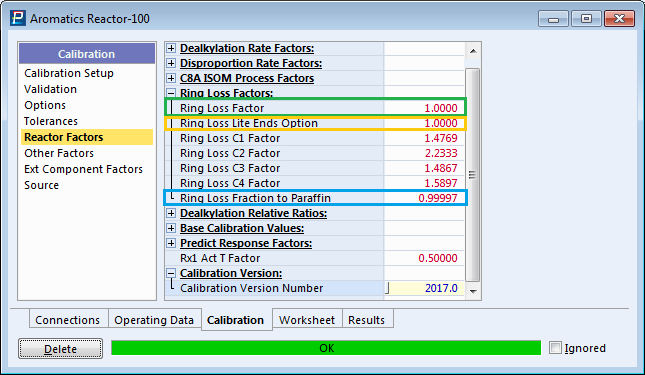 Aromatics Reactor-100
Calibration
Calibration Setup
Validation
Options
Tolerances
Reactor Factors
Other Factors
Ext Component Factors
Source
Dealkylation Rate Factors:
Disproportion Rate Factors:
C8A ISOM Process Factors
Ring Loss Factors:
Ring Loss Factor 1.0000
Ring Loss Lite Ends Option 1.0000
Ring Loss C1 Factor 1.4769
Ring Loss C2 Factor 2.2333
Ring Loss C3 Factor 1.4867
Ring Loss C4 Factor 1.5897
Ring Loss Fraction to Paraffin 0.99997
Dealkylation Relative Ratios:
Base Calibration Values:
Predict Response Factors:
Rx1 Act T Factor 0.50000
Calibration Version:
Calibration Version Number 2017.0
Connections Operating Data Calibration Worksheet Results
Delete OK Ignored